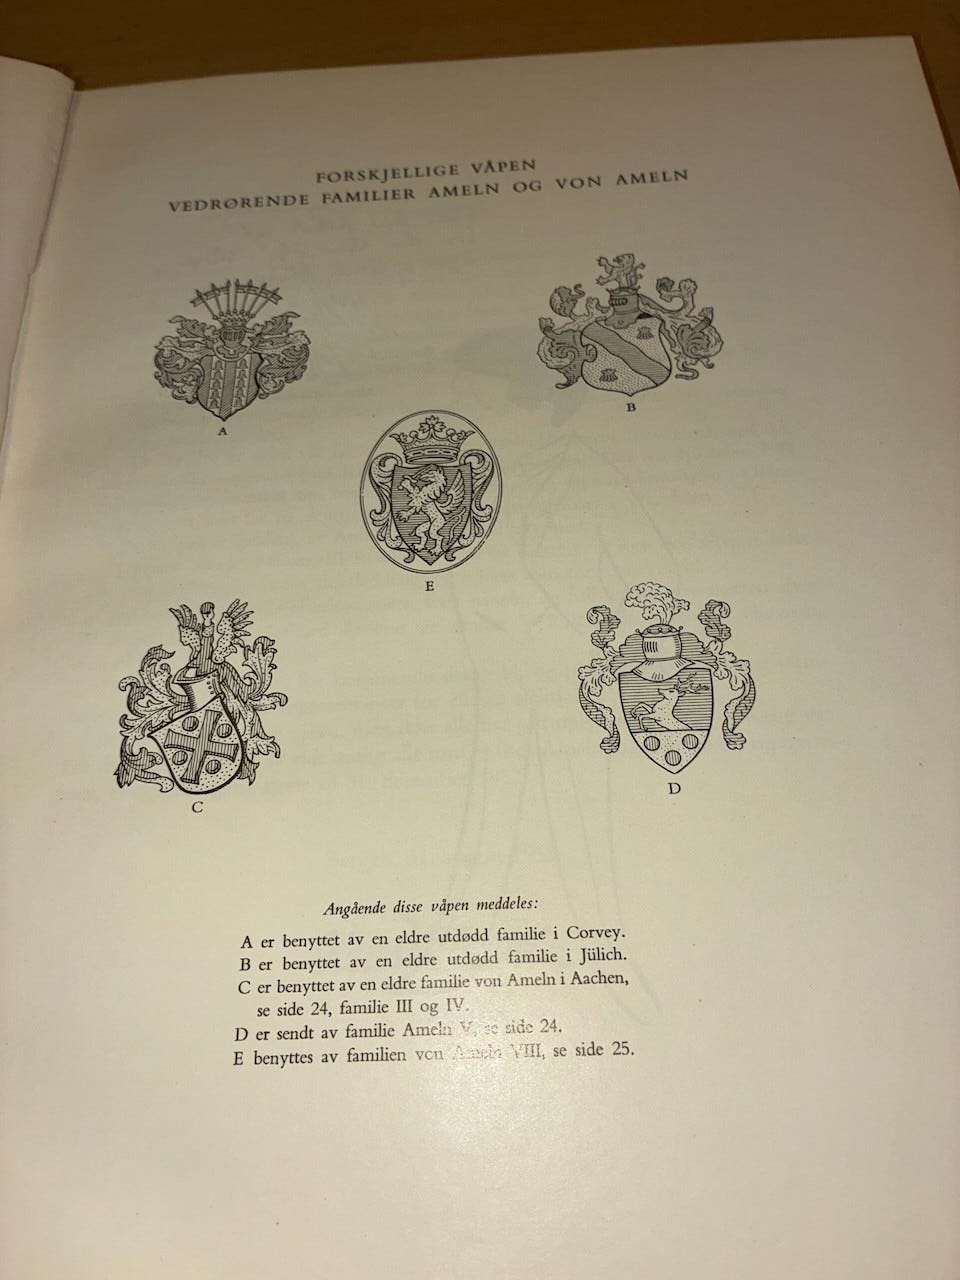 FORSKJELLIGE VÅPEN
VEDRØRENDE FAMILIER AMELN OG VON AMELN
A
B
E
C
D
Angående disse våpen meddeles:
A er benyttet av en eldre utdødd familie i Corvey.
B er benyttet av en eldre utdødd familie i Jülich.
C er benyttet av en eldre familie von Ameln i Aachen,
se side 24, familie III og IV.
D er sendt av familie Ameln V, se side 24.
E benyttes av familien von Ameln VIII, se side 25.